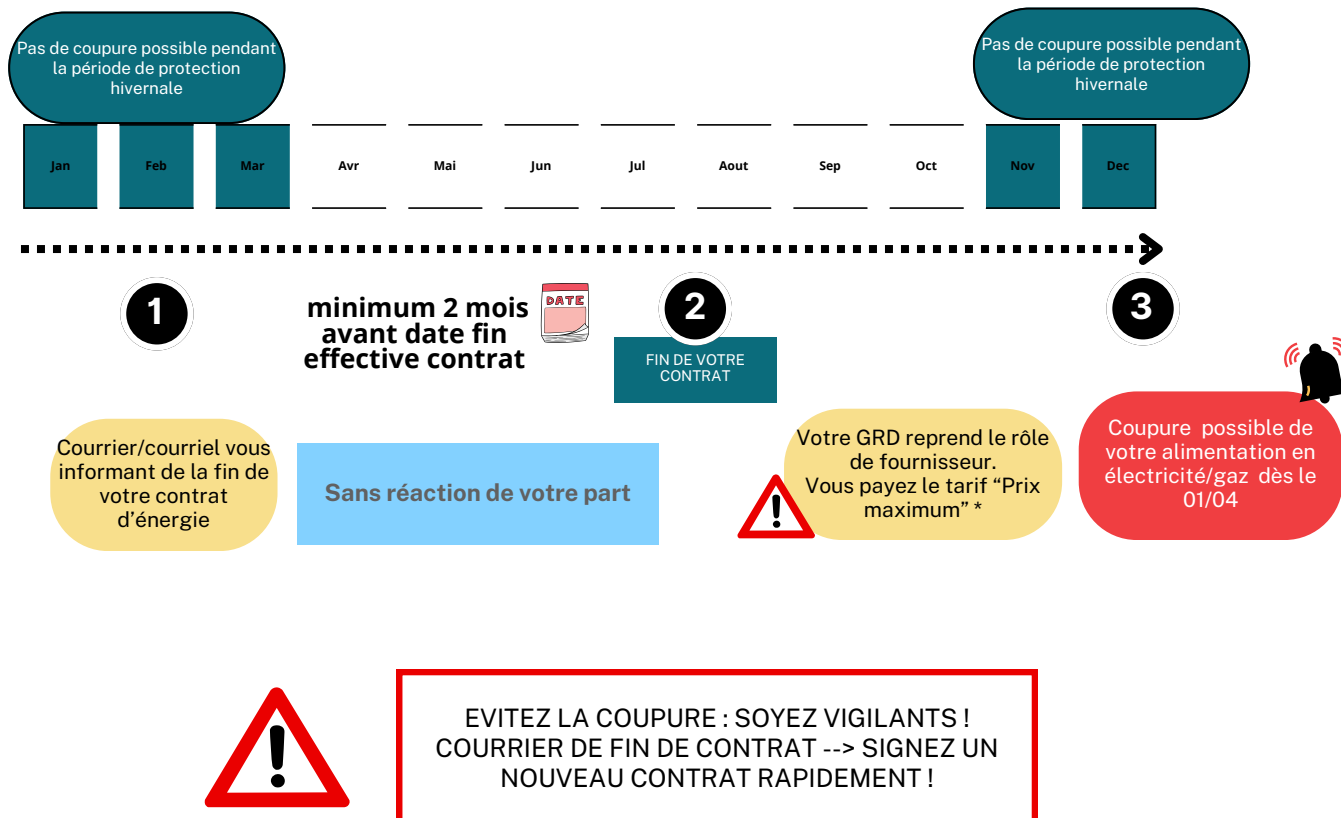 Pas de coupure possible pendant
la période de protection
hivernale
Pas de coupure possible pendant
la période de protection
hivernale
Jan
Feb
Mar
Avr
Mai
Jun
Jul
Aout
Sep
Oct
Nov
Dec
1
minimum 2 mois
avant date fin
effective contrat
DATE
2
FIN DE VOTRE
CONTRAT
3
Courrier/courriel vous
informant de la fin de
votre contrat
d’énergie
Sans réaction de votre part
Votre GRD reprend le rôle
de fournisseur.
Vous payez le tarif “Prix
maximum” *
Coupure possible de
votre alimentation en
électricité/gaz dès le
01/04
EVITEZ LA COUPURE : SOYEZ VIGILANTS !
COURRIER DE FIN DE CONTRAT --> SIGNEZ UN
NOUVEAU CONTRAT RAPIDEMENT !